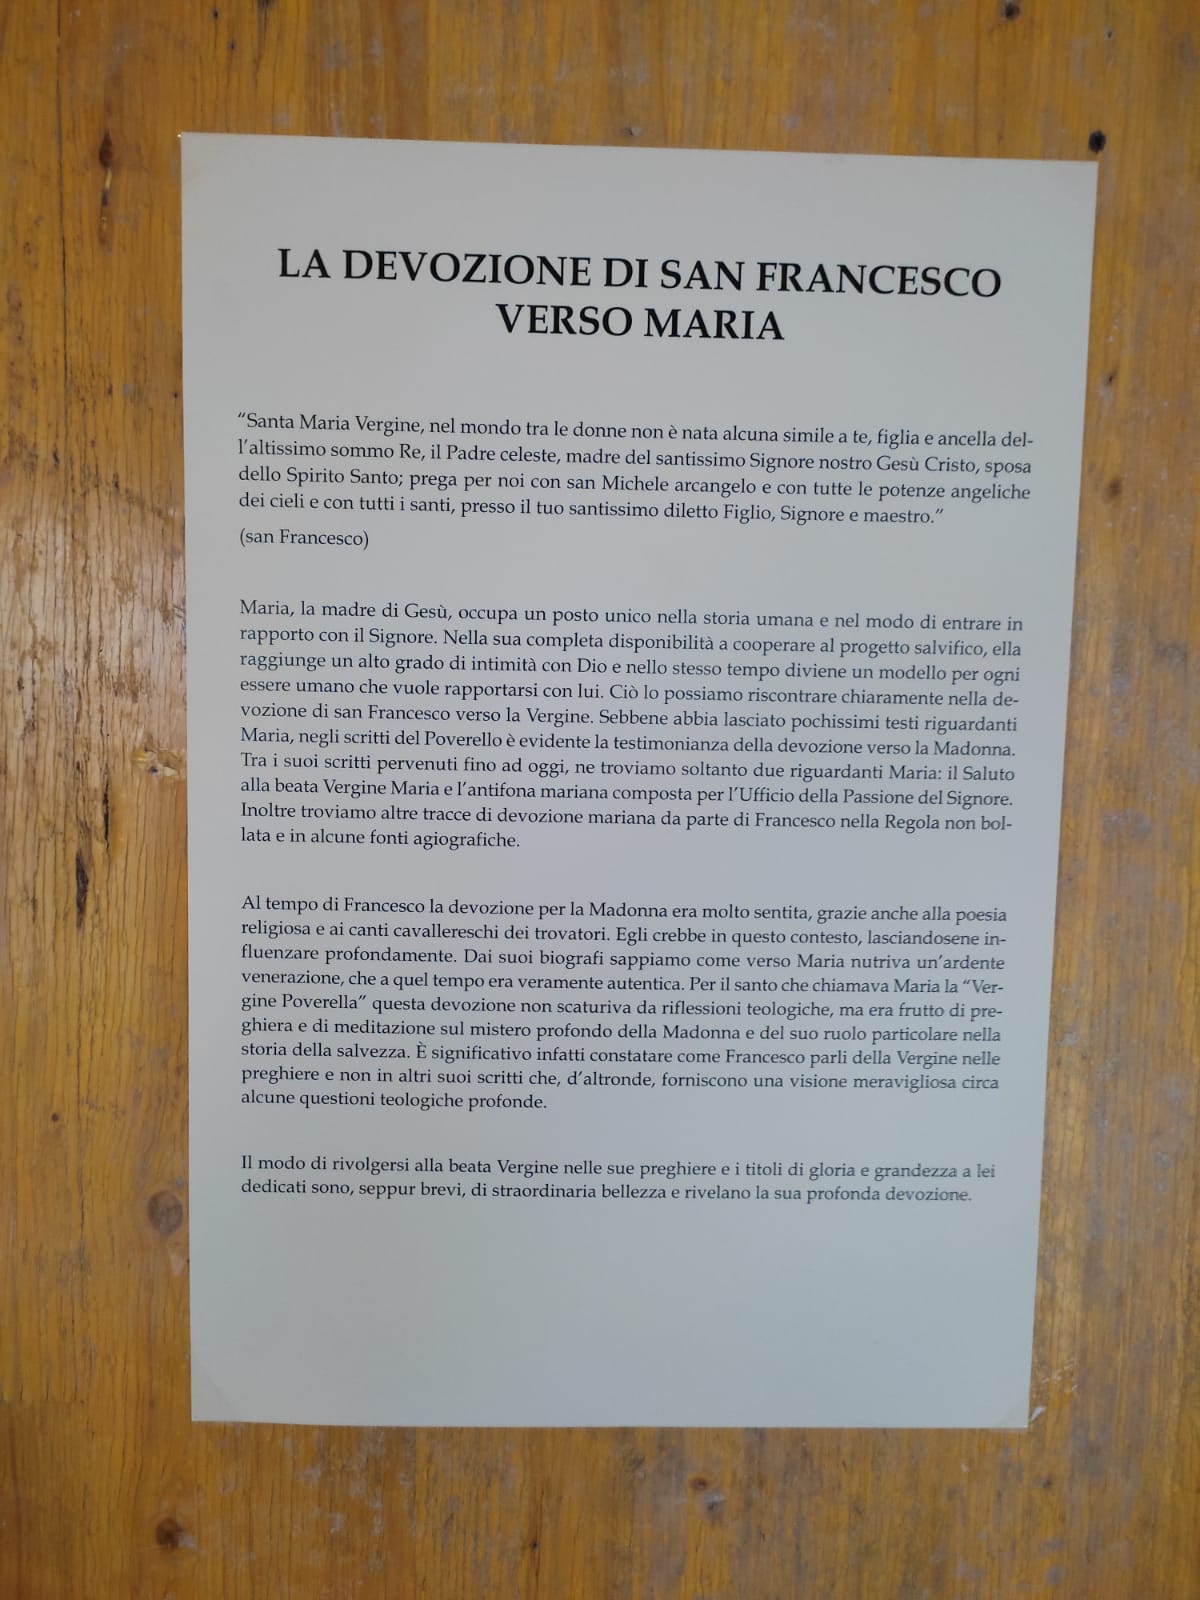 LA DEVOZIONE DI SAN FRANCESCO
VERSO MARIA
“Santa Maria Vergine, nel mondo tra le donne non è nata alcuna simile a te, figlia e ancella del-
l’altissimo sommo Re, il Padre celeste, madre del santissimo Signore nostro Gesù Cristo, sposa
dello Spirito Santo; prega per noi con san Michele arcangelo e con tutte le potenze angeliche
dei cieli e con tutti i santi, presso il tuo santissimo diletto Figlio, Signore e maestro.”
(san Francesco)
Maria, la madre di Gesù, occupa un posto unico nella storia umana e nel modo di entrare in
rapporto con il Signore. Nella sua completa disponibilità a cooperare al progetto salvifico, ella
raggiunge un alto grado di intimità con Dio e nello stesso tempo diviene un modello per ogni
essere umano che vuole rapportarsi con lui. Ciò lo possiamo riscontrare chiaramente nella de-
vozione di san Francesco verso la Vergine. Sebbene abbia lasciato pochissimi testi riguardanti
Maria, negli scritti del Poverello è evidente la testimonianza della devozione verso la Madonna.
Tra i suoi scritti pervenuti fino ad oggi, ne troviamo soltanto due riguardanti Maria: il Saluto
alla beata Vergine Maria e l’antifona mariana composta per l’Ufficio della Passione del Signore.
Inoltre troviamo altre tracce di devozione mariana da parte di Francesco nella Regola non bol-
lata e in alcune fonti agiografiche.
Al tempo di Francesco la devozione per la Madonna era molto sentita, grazie anche alla poesia
religiosa e ai canti cavallereschi dei trovatori. Egli crebbe in questo contesto, lasciandosene in-
fluenzare profondamente. Dai suoi biografi sappiamo come verso Maria nutriva un’ardente
venerazione, che a quel tempo era veramente autentica. Per il santo che chiamava Maria la “Ver-
gine Poverella” questa devozione non scaturiva da riflessioni teologiche, ma era frutto di pre-
ghiera e di meditazione sul mistero profondo della Madonna e del suo ruolo particolare nella
storia della salvezza. È significativo infatti constatare come Francesco parli della Vergine nelle
preghiere e non in altri suoi scritti che, d’altronde, forniscono una visione meravigliosa circa
alcune questioni teologiche profonde.
Il modo di rivolgersi alla beata Vergine nelle sue preghiere e i titoli di gloria e grandezza a lei
dedicati sono, seppur brevi, di straordinaria bellezza e rivelano la sua profonda devozione.